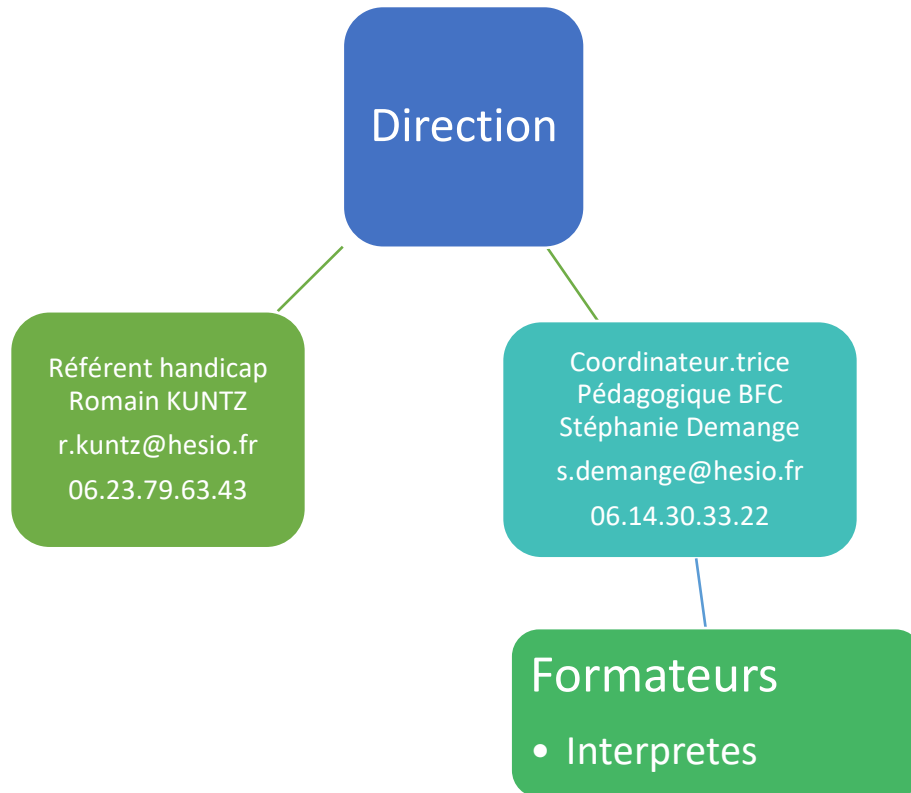 Direction
Référent handicap
Romain KUNTZ
r.kuntz@hesio.fr
06.23.79.63.43
Coordinateur.trice
Pédagogique BFC
Stéphanie Demange
s.demange@hesio.fr
06.14.30.33.22
Formateurs
• Interpretes